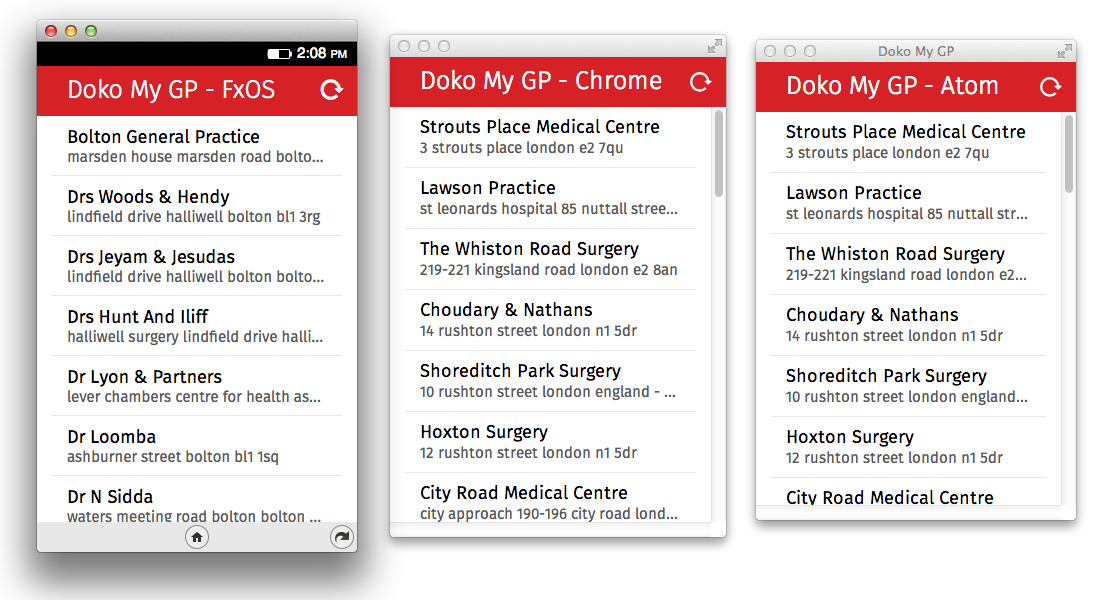 2:08 PM
Doko My GP - FxOS
Bolton General Practice
marsden house marsden road bolto...
Drs Woods & Hendy
lindfield drive halliwell bolton bl1 3rg
Drs Jeyam & Jesudas
lindfield drive halliwell bolton bolto...
Drs Hunt And Iliff
halliwell surgery lindfield drive halli...
Dr Lyon & Partners
lever chambers centre for health as...
Dr Loomba
ashburner street bolton bl1 1sq
Dr N Sidda
waters meeting road bolton bolton ...
Doko My GP - Chrome
Strouts Place Medical Centre
3 strouts place london e2 7qu
Lawson Practice
st leonards hospital 85 nuttall stree...
The Whiston Road Surgery
219-221 kingsland road london e2 8an
Choudary & Nathans
14 rushton street london n1 5dr
Shoreditch Park Surgery
10 rushton street london england - ...
Hoxton Surgery
12 rushton street london n1 5dr
City Road Medical Centre
city approach 190-196 city road lond...
Doko My GP
Doko My GP - Atom
Strouts Place Medical Centre
3 strouts place london e2 7qu
Lawson Practice
st leonards hospital 85 nuttall str...
The Whiston Road Surgery
219-221 kingsland road london e2...
Choudary & Nathans
14 rushton street london n1 5dr
Shoreditch Park Surgery
10 rushton street london england...
Hoxton Surgery
12 rushton street london n1 5dr
City Road Medical Centre